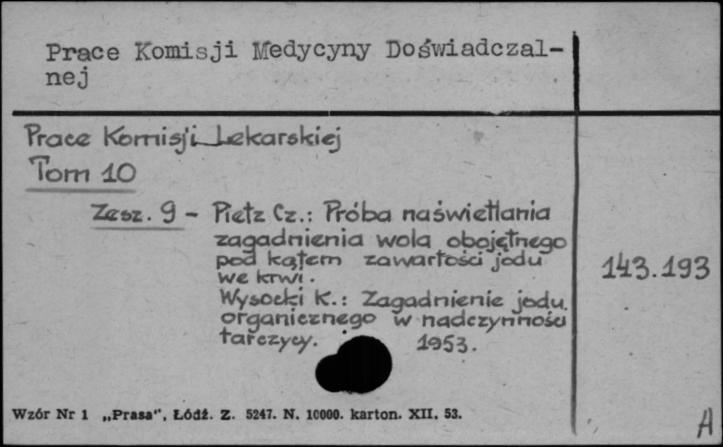 Prace Komisji Medycyny Doświadczal-
nej
Prace Komisji Lekarskiej
Tom 10
Zesz. 9 - Pietz Cz.: Próba naświetlania
zagadnienia wola obojętnego
pod kątem zawartości jodu
we krwi.
143.193
Wysocki K.: Zagadnienie jodu
organicznego w nadczynności
tarczycy. 1953.
Wzór Nr 1 „Prasa", Łódź. Z. 5247. N. 10000. karton. XII. 53.
A